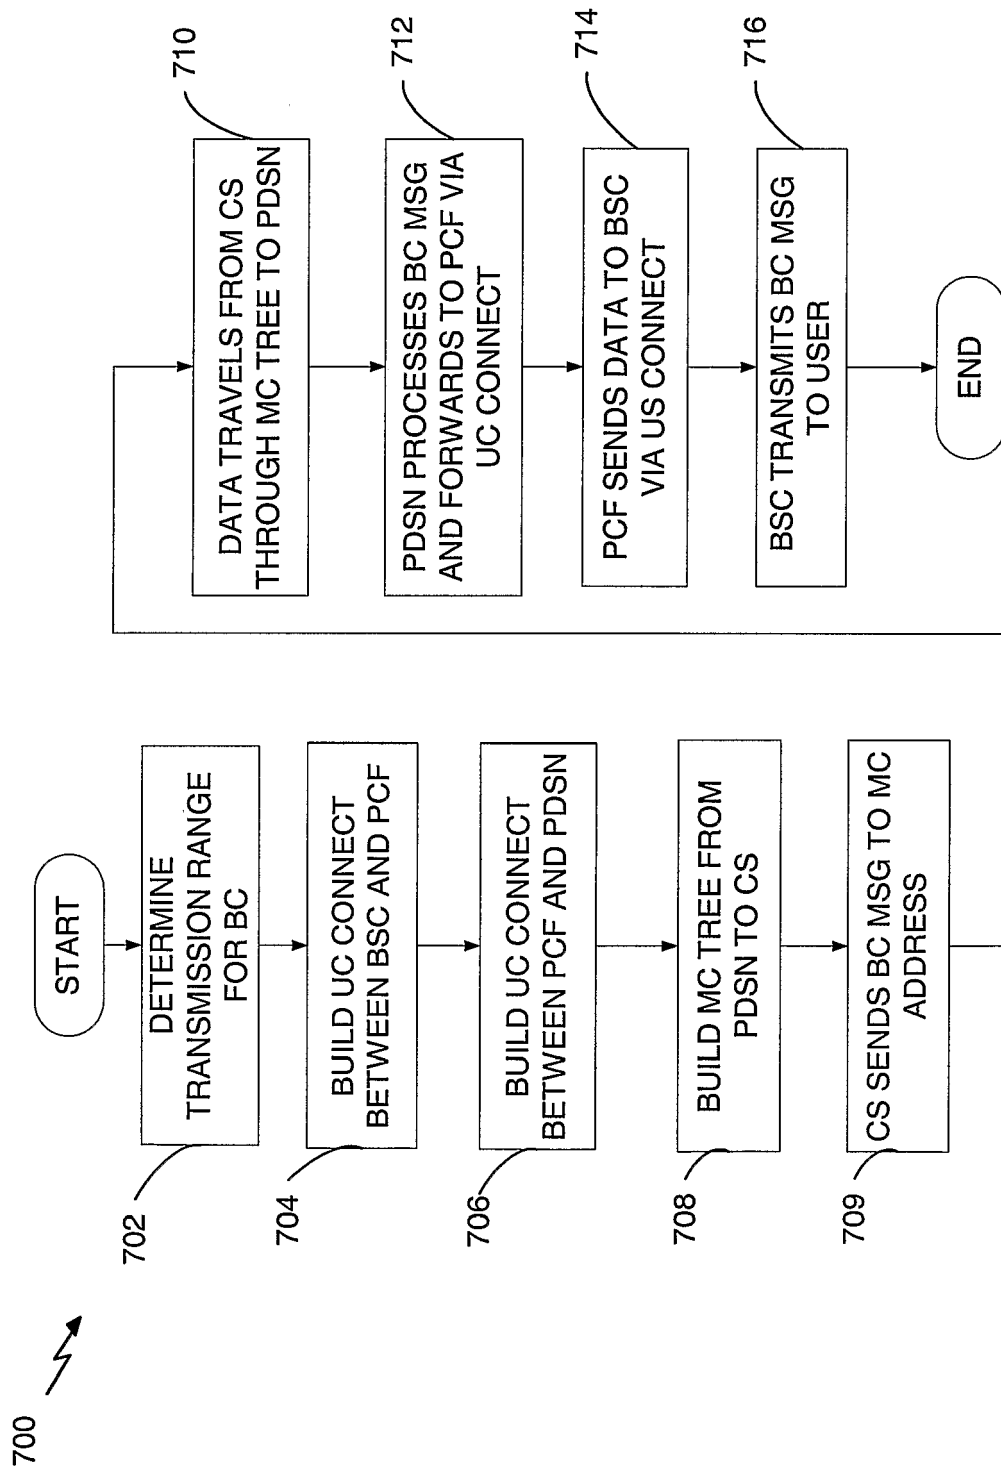 700
START
702
DETERMINE
TRANSMISSION RANGE
FOR BC
704
BUILD UC CONNECT
BETWEEN BSC AND PCF
706
BUILD UC CONNECT
BETWEEN PCF AND PDSN
708
BUILD MC TREE FROM
PDSN TO CS
709
CS SENDS BC MSG TO MC
ADDRESS
710
DATA TRAVELS FROM CS
THROUGH MC TREE TO PDSN
712
PDSN PROCESSES BC MSG
AND FORWARDS TO PCF VIA
UC CONNECT
714
PCF SENDS DATA TO BSC
VIA US CONNECT
716
BSC TRANSMITS BC MSG
TO USER
END